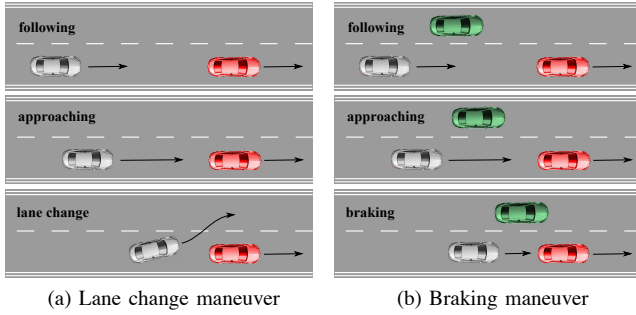 following
approaching
lane change
(a) Lane change maneuver
following
approaching
braking
(b) Braking maneuver